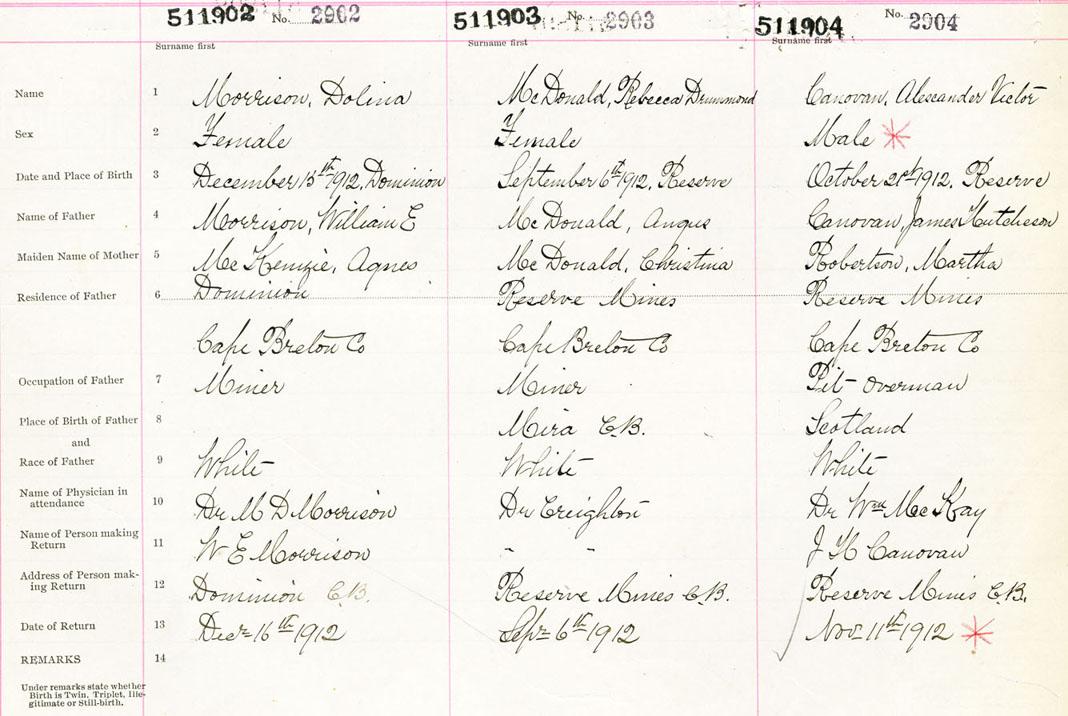 511902 No. 2902 511903 No. 2903 511904 No. 2904
Surname first Surname first Surname first
Name 1 Morrison, Dolina McDonald, Rebecca Drummond Canovan, Alescander Victor
Sex 2 Female Female Male *
Date and Place of Birth 3 December 15th 1912, Dominion September 6th 1912, Reserve October 21st 1912, Reserve
Name of Father 4 Morrison, William E McDonald, Angus Canovan, James Hutcheson
Maiden Name of Mother 5 McKenzie, Agnes McDonald, Christina Robertson, Martha
Residence of Father 6 Dominion Reserve Mines Reserve Mines
Cape Breton Co Cape Breton Co Cape Breton Co
Occupation of Father 7 Miner Miner Pit Overman
Place of Birth of Father 8 Mira C.B. Scotland
and
Race of Father 9 White White White
Name of Physician in
attendance 10 Dr M D Morrison Dr Creighton Dr Wm McKay
Name of Person making
Return 11 W E Morrison " " J H Canovan
Address of Person mak-
ing Return 12 Dominion C.B. Reserve Mines C.B. Reserve Mines C.B.
Date of Return 13 Decr 16th 1912 Sepr 6th 1912 Nov. 11th 1912 *
REMARKS 14
Under remarks state whether
Birth is Twin, Triplet, Ille-
gitimate or Still-birth.